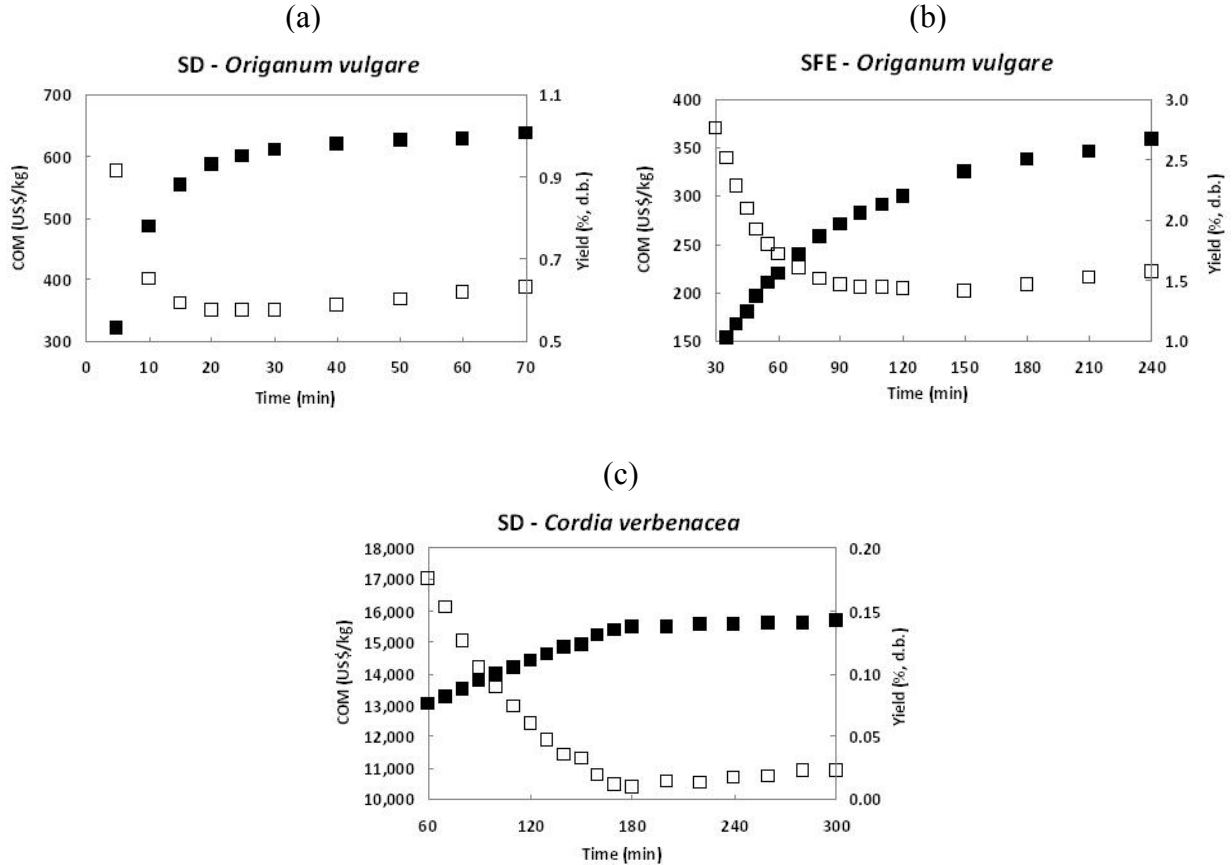 (a)
SD - Origanum vulgare
700
600
500
400
300
COM (US$/kg)
1.1
0.9
0.7
0.5
Yield (%, d.b.)
0 10 20 30 40 50 60 70
Time (min)
(b)
SFE - Origanum vulgare
400
350
300
250
200
150
COM (US$/kg)
3.0
2.5
2.0
1.5
1.0
Yield (%, d.b.)
30 60 90 120 150 180 210 240
Time (min)
(c)
SD - Cordia verbenacea
18,000
17,000
16,000
15,000
14,000
13,000
12,000
11,000
10,000
COM (US$/kg)
0.20
0.15
0.10
0.05
0.00
Yield (%, d.b.)
60 120 180 240 300
Time (min)